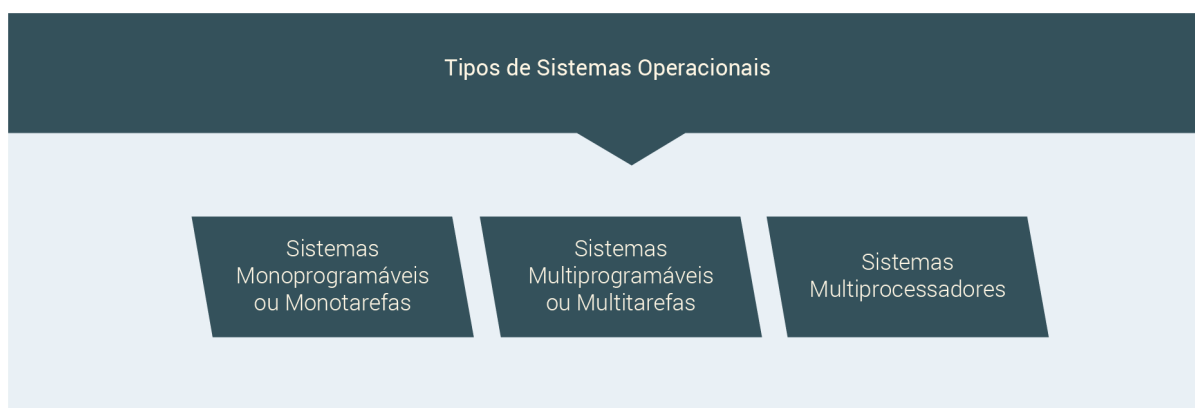 Tipos de Sistemas Operacionais
Sistemas
Monoprogramáveis
ou Monotarefas
Sistemas
Multiprogramáveis
ou Multitarefas
Sistemas
Multiprocessadores